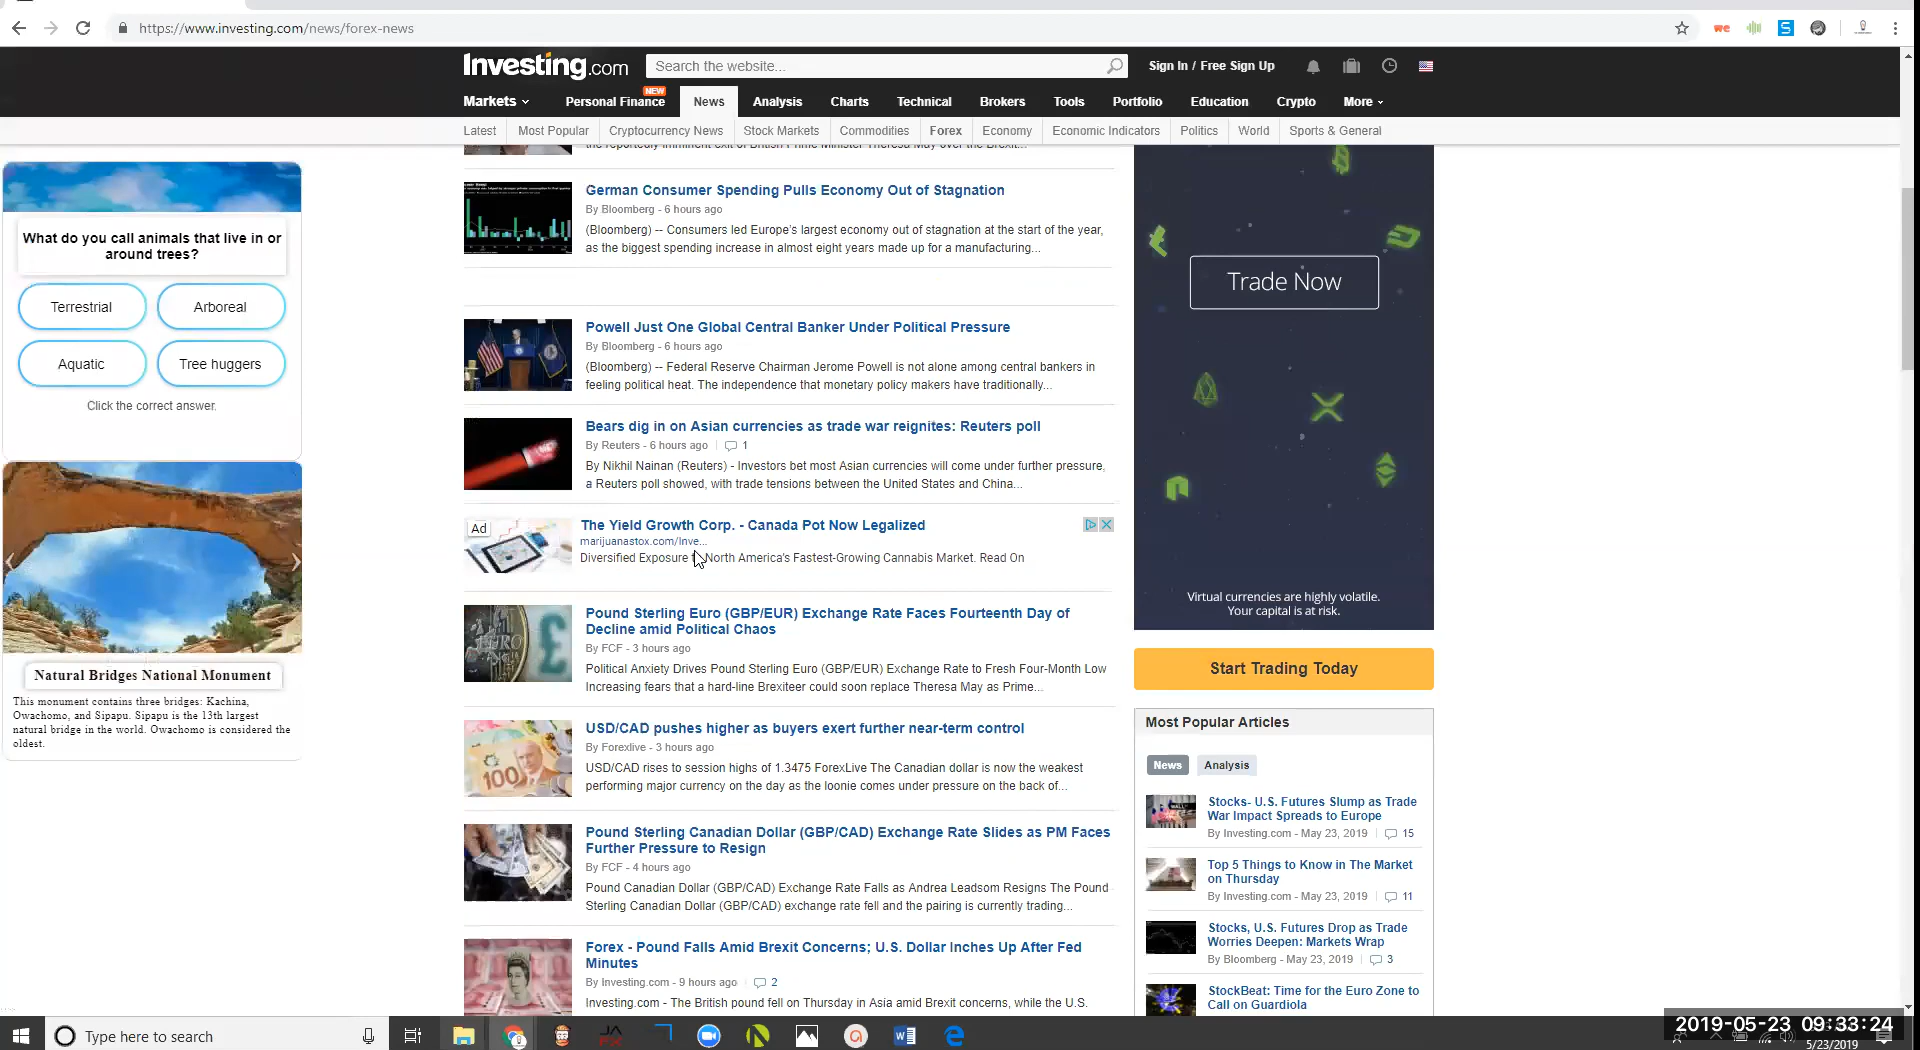 https://www.investing.com/news/forex-news
Investing.com
Search the website...
Sign In / Free Sign Up
Markets
Personal Finance
NEW
News
Analysis
Charts
Technical
Brokers
Tools
Portfolio
Education
Crypto
More
Latest
Most Popular
Cryptocurrency News
Stock Markets
Commodities
Forex
Economy
Economic Indicators
Politics
World
Sports & General
What do you call animals that live in or
around trees?
Terrestrial
Arboreal
Aquatic
Tree huggers
Click the correct answer.
Natural Bridges National Monument
This monument contains three bridges: Kachina,
Owachomo, and Sipapu. Sipapu is the 13th largest
natural bridge in the world. Owachomo is considered the
oldest.
the reportedly imminent exit of British Prime Minister Theresa May over the Brexit...
German Consumer Spending Pulls Economy Out of Stagnation
By Bloomberg - 6 hours ago
(Bloomberg) -- Consumers led Europe's largest economy out of stagnation at the start of the year,
as the biggest spending increase in almost eight years made up for a manufacturing...
Powell Just One Global Central Banker Under Political Pressure
By Bloomberg - 6 hours ago
(Bloomberg) -- Federal Reserve Chairman Jerome Powell is not alone among central bankers in
feeling political heat. The independence that monetary policy makers have traditionally...
Bears dig in on Asian currencies as trade war reignites: Reuters poll
By Reuters - 6 hours ago 1
By Nikhil Nainan (Reuters) - Investors bet most Asian currencies will come under further pressure,
a Reuters poll showed, with trade tensions between the United States and China...
Ad
The Yield Growth Corp. - Canada Pot Now Legalized
marijuanastox.com/Inve...
Diversified Exposure North America's Fastest-Growing Cannabis Market. Read On
EURO
Pound Sterling Euro (GBP/EUR) Exchange Rate Faces Fourteenth Day of
Decline amid Political Chaos
By FCF - 3 hours ago
Political Anxiety Drives Pound Sterling Euro (GBP/EUR) Exchange Rate to Fresh Four-Month Low
Increasing fears that a hard-line Brexiteer could soon replace Theresa May as Prime...
100
USD/CAD pushes higher as buyers exert further near-term control
By Forexlive - 3 hours ago
USD/CAD rises to session highs of 1.3475 ForexLive The Canadian dollar is now the weakest
performing major currency on the day as the loonie comes under pressure on the back of...
Pound Sterling Canadian Dollar (GBP/CAD) Exchange Rate Slides as PM Faces
Further Pressure to Resign
By FCF - 4 hours ago
Pound Canadian Dollar (GBP/CAD) Exchange Rate Falls as Andrea Leadsom Resigns The Pound
Sterling Canadian Dollar (GBP/CAD) exchange rate fell and the pairing is currently trading...
Forex - Pound Falls Amid Brexit Concerns; U.S. Dollar Inches Up After Fed
Minutes
By Investing.com - 9 hours ago 2
Investing.com - The British pound fell on Thursday in Asia amid Brexit concerns, while the U.S.
Trade Now
Virtual currencies are highly volatile.
Your capital is at risk.
Start Trading Today
Most Popular Articles
News
Analysis
Stocks- U.S. Futures Slump as Trade
War Impact Spreads to Europe
By Investing.com - May 23, 2019 15
Top 5 Things to Know in The Market
on Thursday
By Investing.com - May 23, 2019 11
Stocks, U.S. Futures Drop as Trade
Worries Deepen: Markets Wrap
By Bloomberg - May 23, 2019 3
StockBeat: Time for the Euro Zone to
Call on Guardiola
Type here to search
2019-05-23 09:33:24
5/23/2019